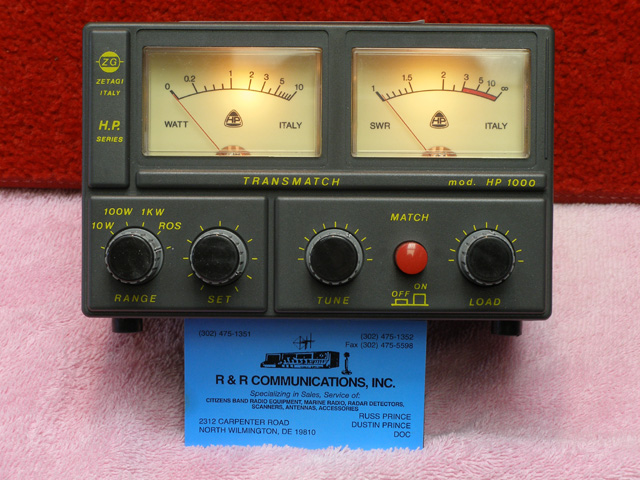 ZG
ZETAGI
ITALY
H.P.
SERIES
0 0.2 1 2 3 5 10
WATT HP ITALY
1 1.5 2 3 5 10 ∞
SWR HP ITALY
TRANSMATCH mod. HP 1000
100W 1KW
10W ROS
RANGE SET
MATCH
ON
OFF
TUNE LOAD
(302) 475-1351 (302) 475-1352
Fax (302) 475-5598
R & R COMMUNICATIONS, INC.
Specializing in Sales, Service of:
CITIZENS BAND RADIO EQUIPMENT, MARINE RADIO, RADAR DETECTORS,
SCANNERS, ANTENNAS, ACCESSORIES
RUSS PRINCE
2312 CARPENTER ROAD DUSTIN PRINCE
NORTH WILMINGTON, DE 19810 DOC